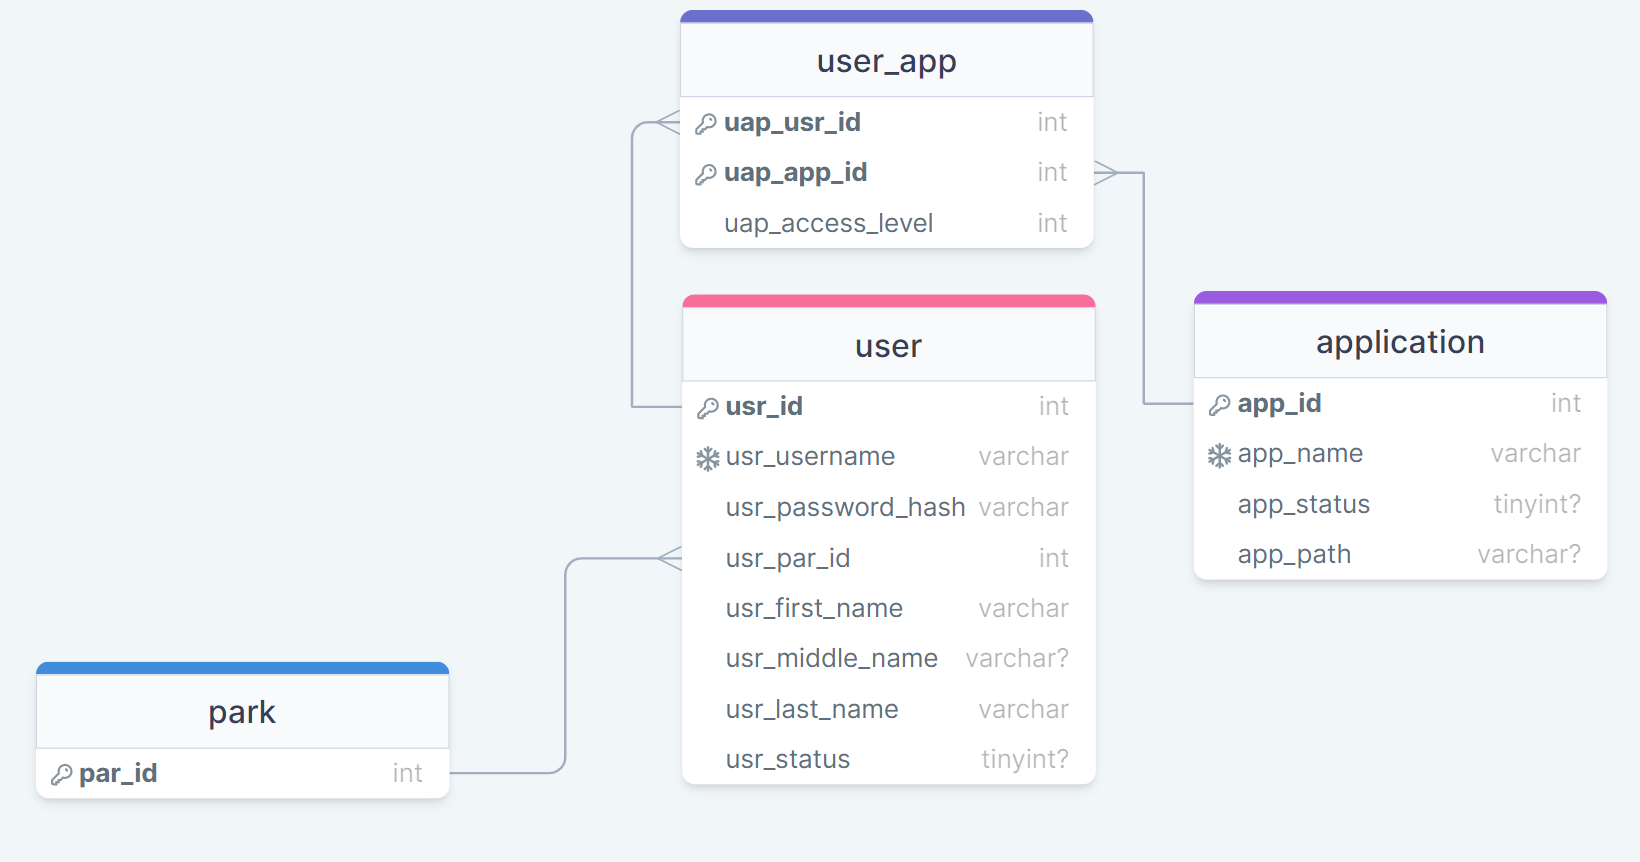 user_app
uap_usr_id int
uap_app_id int
uap_access_level int
user
usr_id int
usr_username varchar
usr_password_hash varchar
usr_par_id int
usr_first_name varchar
usr_middle_name varchar?
usr_last_name varchar
usr_status tinyint?
application
app_id int
app_name varchar
app_status tinyint?
app_path varchar?
park
par_id int